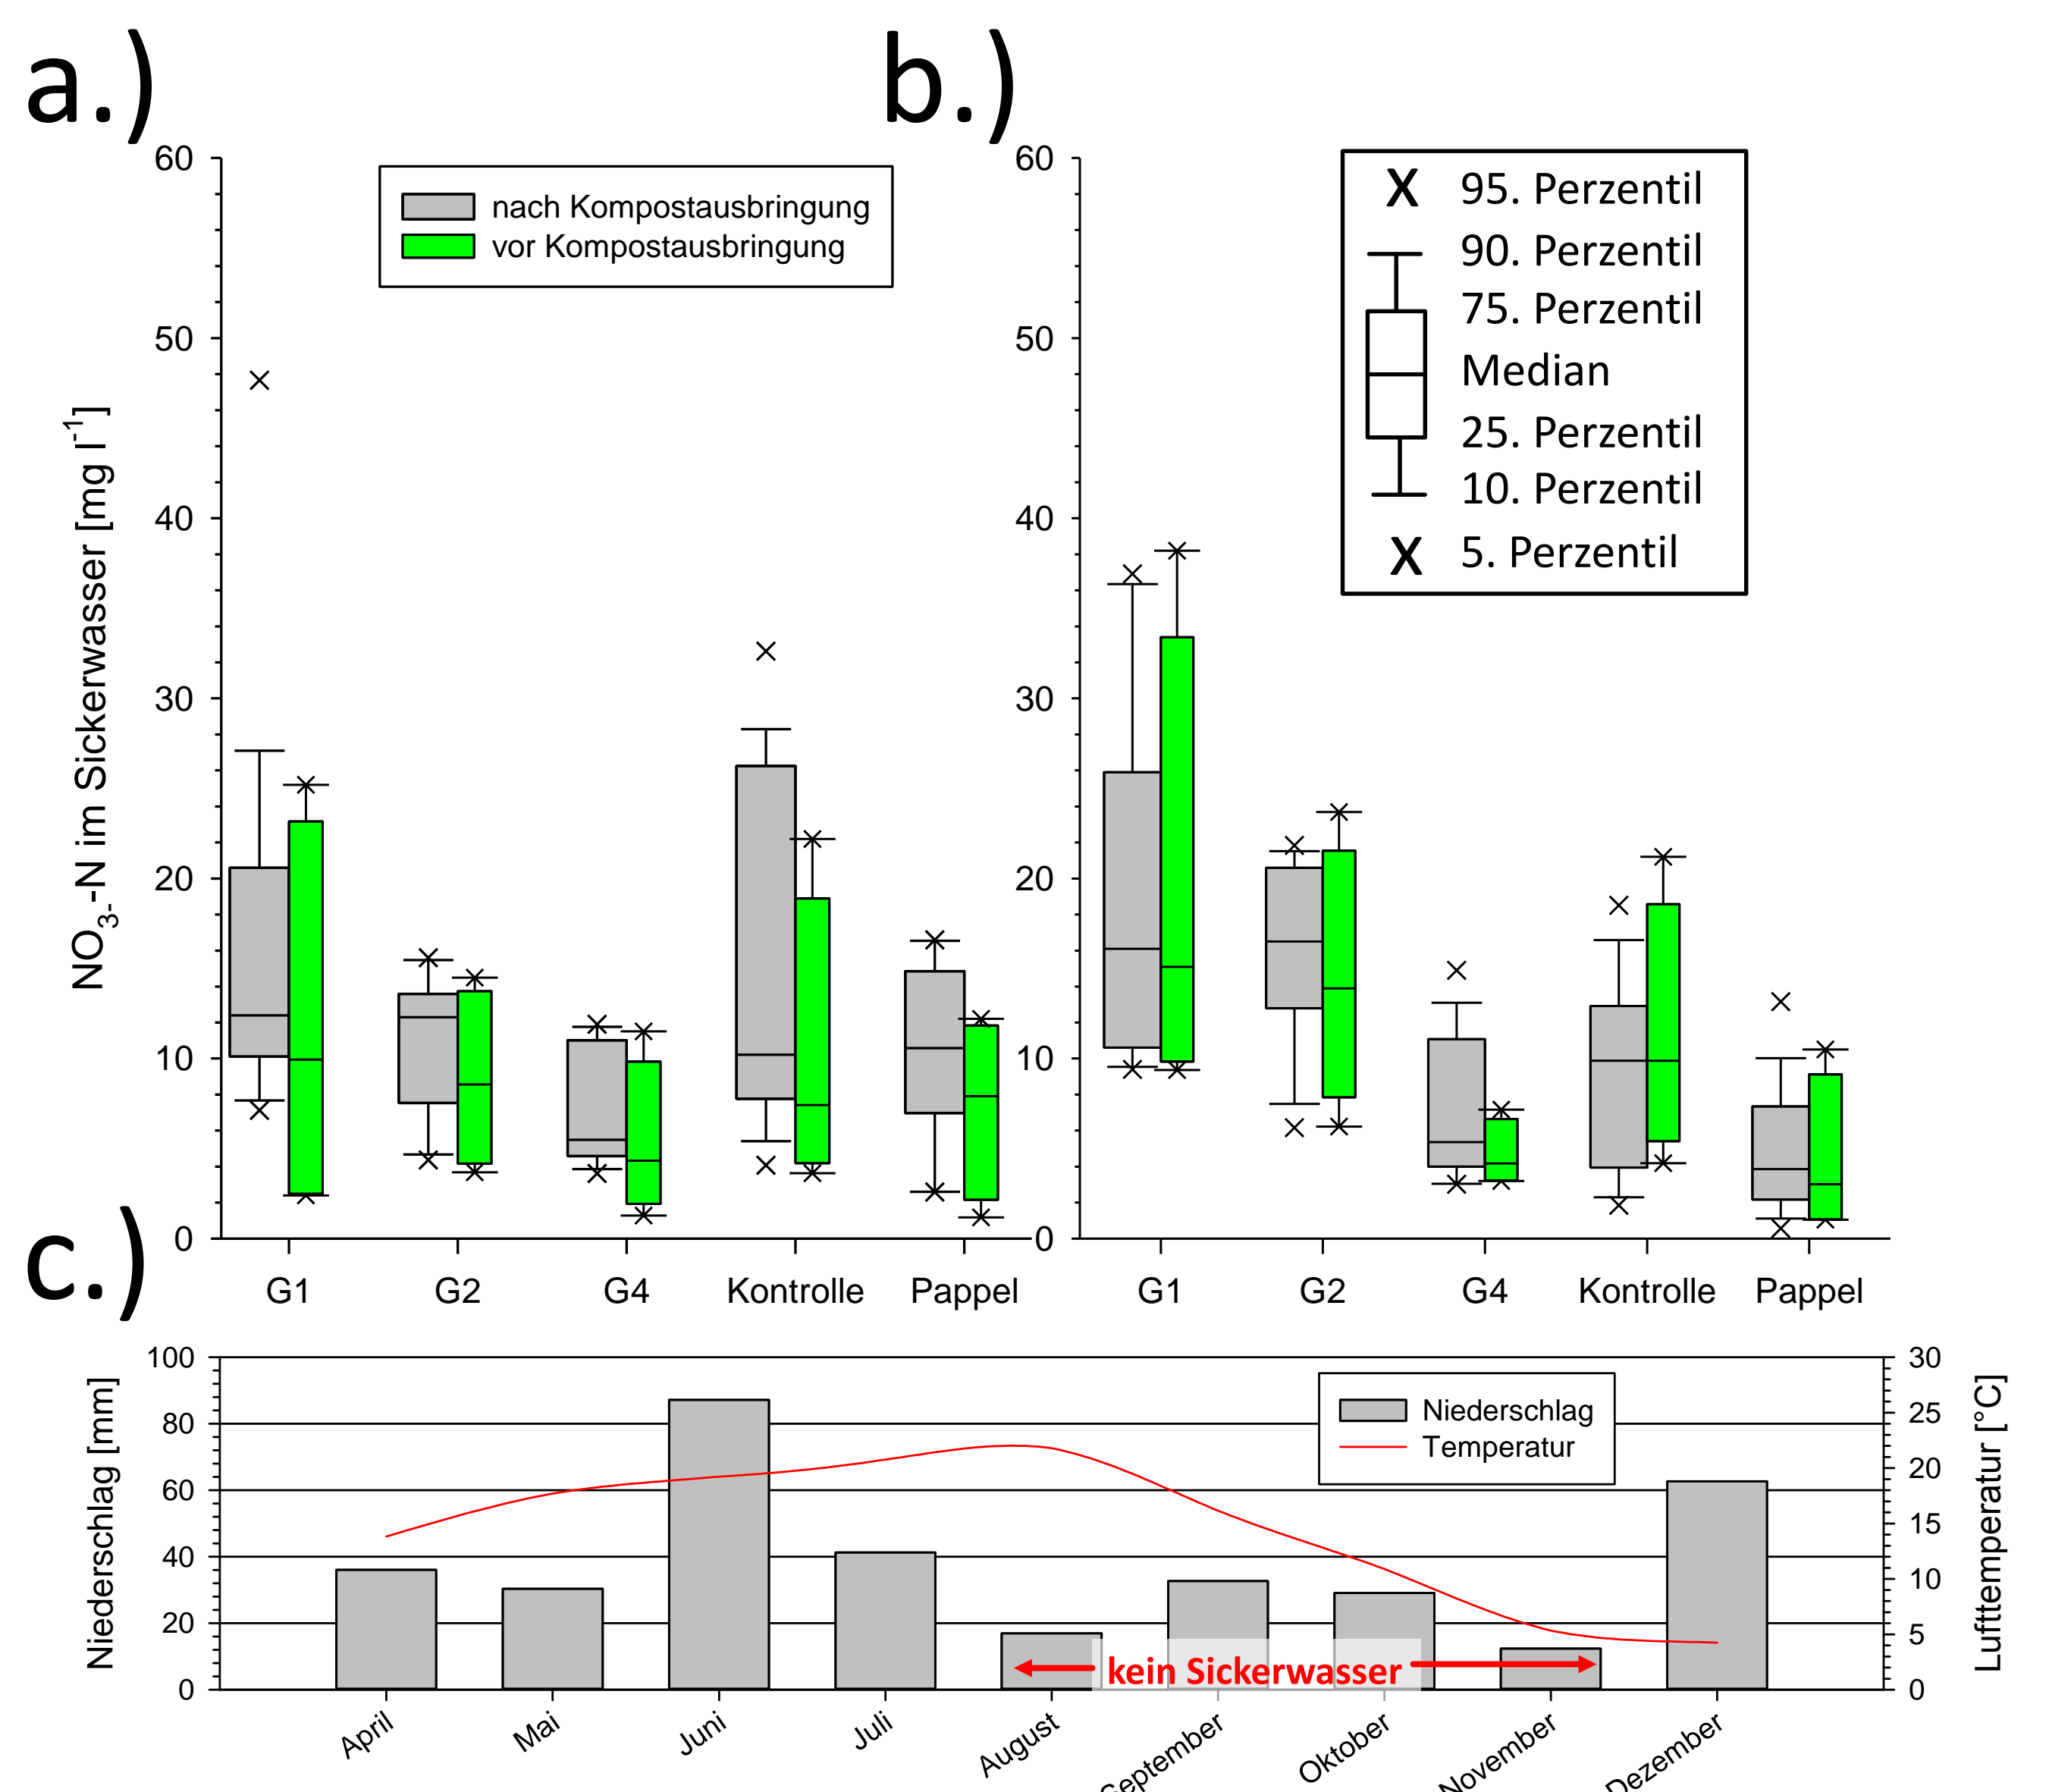 a.)
b.)
60
50
40
30
20
10
0
NO3--N im Sickerwasser [mg l-1]
nach Kompostausbringung
vor Kompostausbringung
G1
G2
G4
Kontrolle
Pappel
60
50
40
30
20
10
0
X 95. Perzentil
90. Perzentil
75. Perzentil
Median
25. Perzentil
10. Perzentil
X 5. Perzentil
G1
G2
G4
Kontrolle
Pappel
c.)
100
80
60
40
20
0
Niederschlag [mm]
Niederschlag
Temperatur
kein Sickerwasser
30
25
20
15
10
5
0
Lufttemperatur [°C]
April
Mai
Juni
Juli
August
September
Oktober
November
Dezember